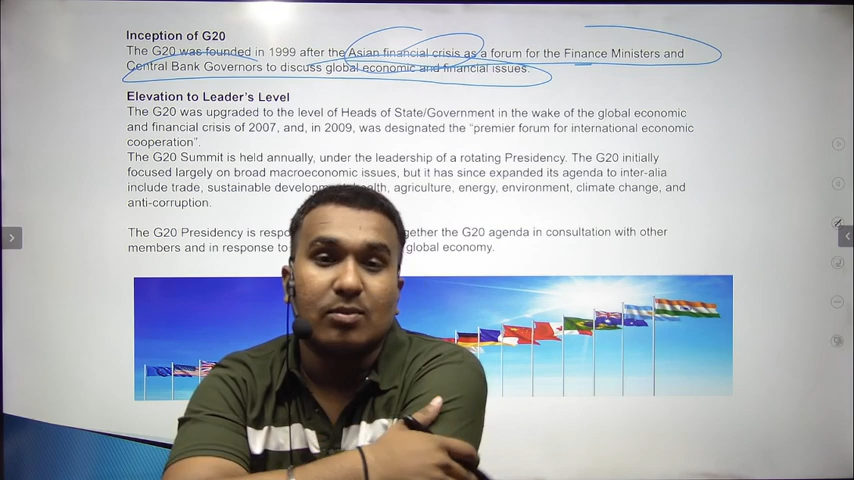 Inception of G20
The G20 was founded in 1999 after the Asian financial crisis as a forum for the Finance Ministers and
Central Bank Governors to discuss global economic and financial issues.
Elevation to Leader's Level
The G20 was upgraded to the level of Heads of State/Government in the wake of the global economic
and financial crisis of 2007, and, in 2009, was designated the “premier forum for international economic
cooperation”.
The G20 Summit is held annually, under the leadership of a rotating Presidency. The G20 initially
focused largely on broad macroeconomic issues, but it has since expanded its agenda to inter-alia
include trade, sustainable agriculture, energy, environment, climate change, and
anti-corruption.
The G20 Presidency is the G20 agenda in consultation with other
members and in response to global economy.